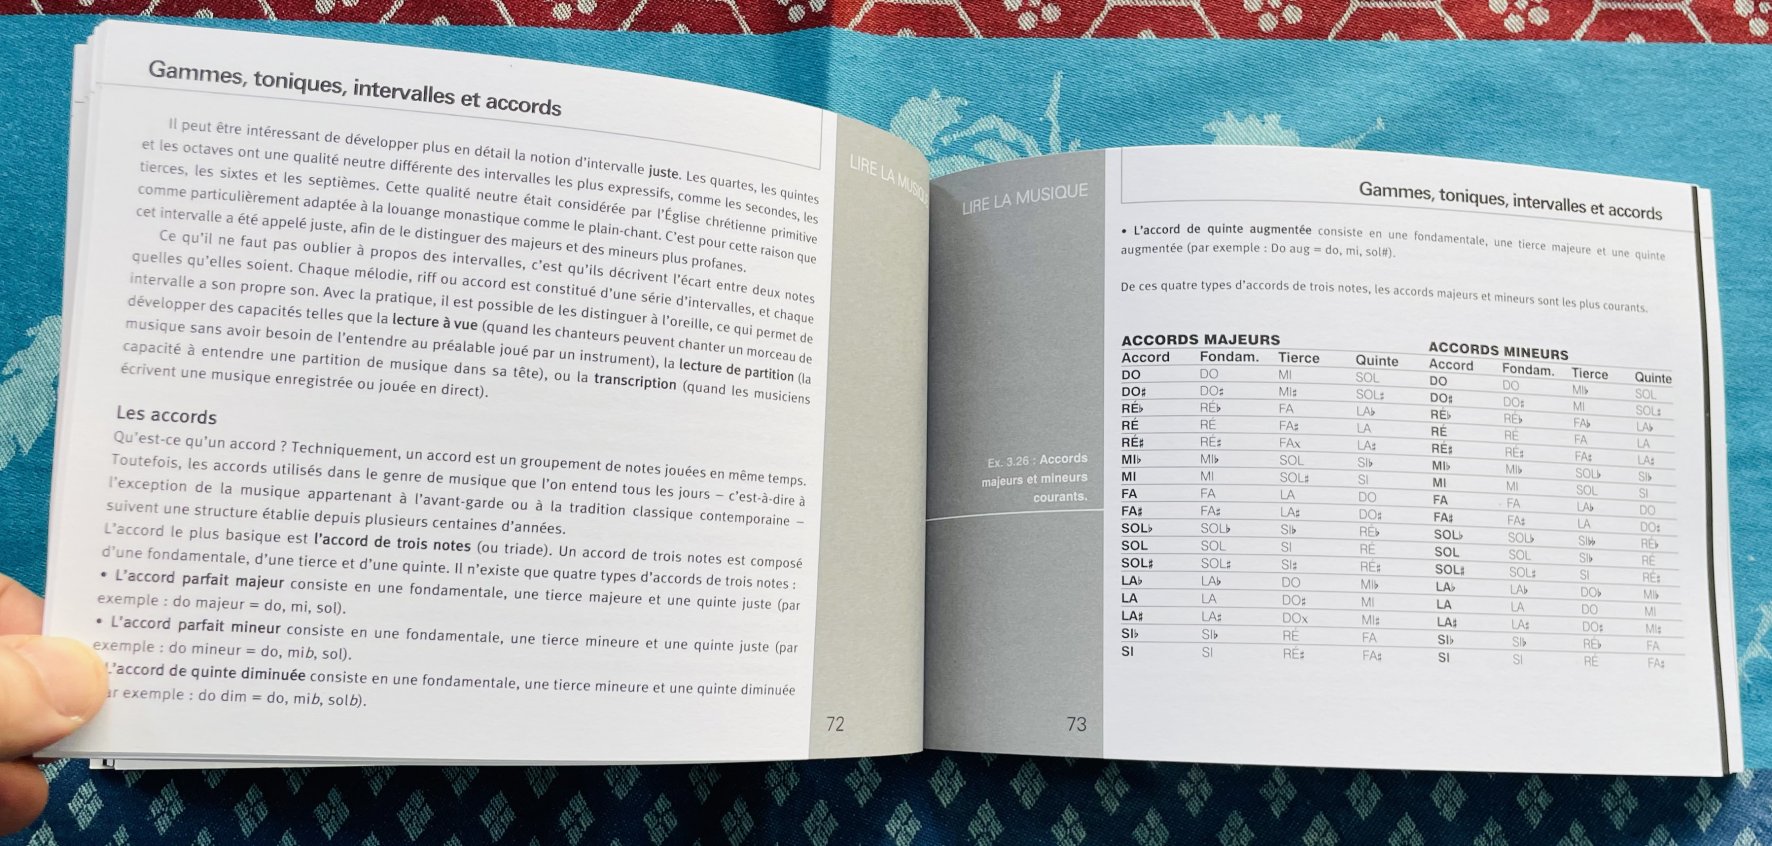 Gammes, toniques, intervalles et accords
Il peut être intéressant de développer plus en détail la notion d'intervalle juste. Les quartes, les quintes
et les octaves ont une qualité neutre différente des intervalles les plus expressifs, comme les secondes, les
tierces, les sixtes et les septièmes. Cette qualité neutre était considérée par l'Église chrétienne primitive
comme particulièrement adaptée à la louange monastique comme le plain-chant. C'est pour cette raison que
cet intervalle a été appelé juste, afin de le distinguer des majeurs et des mineurs plus profanes.
Ce qu'il ne faut pas oublier à propos des intervalles, c'est qu'ils décrivent l'écart entre deux notes
quelles qu'elles soient. Chaque mélodie, riff ou accord est constitué d'une série d'intervalles, et chaque
intervalle a son propre son. Avec la pratique, il est possible de les distinguer à l'oreille, ce qui permet de
développer des capacités telles que la lecture à vue (quand les chanteurs peuvent chanter un morceau de
musique sans avoir besoin de l'entendre au préalable joué par un instrument), la lecture de partition (la
capacité à entendre une partition de musique dans sa tête), ou la transcription (quand les musiciens
écrivent une musique enregistrée ou jouée en direct).
Les accords
Qu'est-ce qu'un accord ? Techniquement, un accord est un groupement de notes jouées en même temps.
Toutefois, les accords utilisés dans le genre de musique que l'on entend tous les jours – c'est-à-dire à
l'exception de la musique appartenant à l'avant-garde ou à la tradition classique contemporaine –
suivent une structure établie depuis plusieurs centaines d'années.
L'accord le plus basique est l'accord de trois notes (ou triade). Un accord de trois notes est composé
d'une fondamentale, d'une tierce et d'une quinte. Il n'existe que quatre types d'accords de trois notes :
• L'accord parfait majeur consiste en une fondamentale, une tierce majeure et une quinte juste (par
exemple : do majeur = do, mi, sol).
• L'accord parfait mineur consiste en une fondamentale, une tierce mineure et une quinte juste (par
exemple : do mineur = do, mib, sol).
L'accord de quinte diminuée consiste en une fondamentale, une tierce mineure et une quinte diminuée
ar exemple : do dim = do, mib, solb).
LIRE LA MUSIQUE
72
LIRE LA MUSIQUE
Ex. 3.26 : Accords
majeurs et mineurs
courants.
73
Gammes, toniques, intervalles et accords
• L'accord de quinte augmentée consiste en une fondamentale, une tierce majeure et une quinte
augmentée (par exemple : Do aug = do, mi, sol#).
De ces quatre types d'accords de trois notes, les accords majeurs et mineurs sont les plus courants.
ACCORDS MAJEURS
Accord Fondam. Tierce Quinte
DO DO MI SOL
DO♯ DO♯ MI♯ SOL♯
RÉ♭ RÉ♭ FA LA♭
RÉ RÉ FA♯ LA
RÉ♯ RÉ♯ FAx LA♯
MI♭ MI♭ SOL SI♭
MI MI SOL♯ SI
FA FA LA DO
FA♯ FA♯ LA♯ DO♯
SOL♭ SOL♭ SI♭ RÉ♭
SOL SOL SI RÉ
SOL♯ SOL♯ SI♯ RÉ♯
LA♭ LA♭ DO MI♭
LA LA DO♯ MI
LA♯ LA♯ DOx MI♯
SI♭ SI♭ RÉ FA
SI SI RÉ♯ FA♯
ACCORDS MINEURS
Accord Fondam. Tierce Quinte
DO DO MI♭ SOL
DO♯ DO♯ MI SOL♯
RÉ♭ RÉ♭ FA♭ LA♭
RÉ RÉ FA LA
RÉ♯ RÉ♯ FA♯ LA♯
MI♭ MI♭ SOL♭ SI♭
MI MI SOL SI
FA FA LA♭ DO
FA♯ FA♯ LA DO♯
SOL♭ SOL♭ SI♭♭ RÉ♭
SOL SOL SI♭ RÉ
SOL♯ SOL♯ SI RÉ♯
LA♭ LA♭ DO♭ MI♭
LA LA DO MI
LA♯ LA♯ DO♯ MI♯
SI♭ SI♭ RÉ♭ FA
SI SI RÉ FA♯